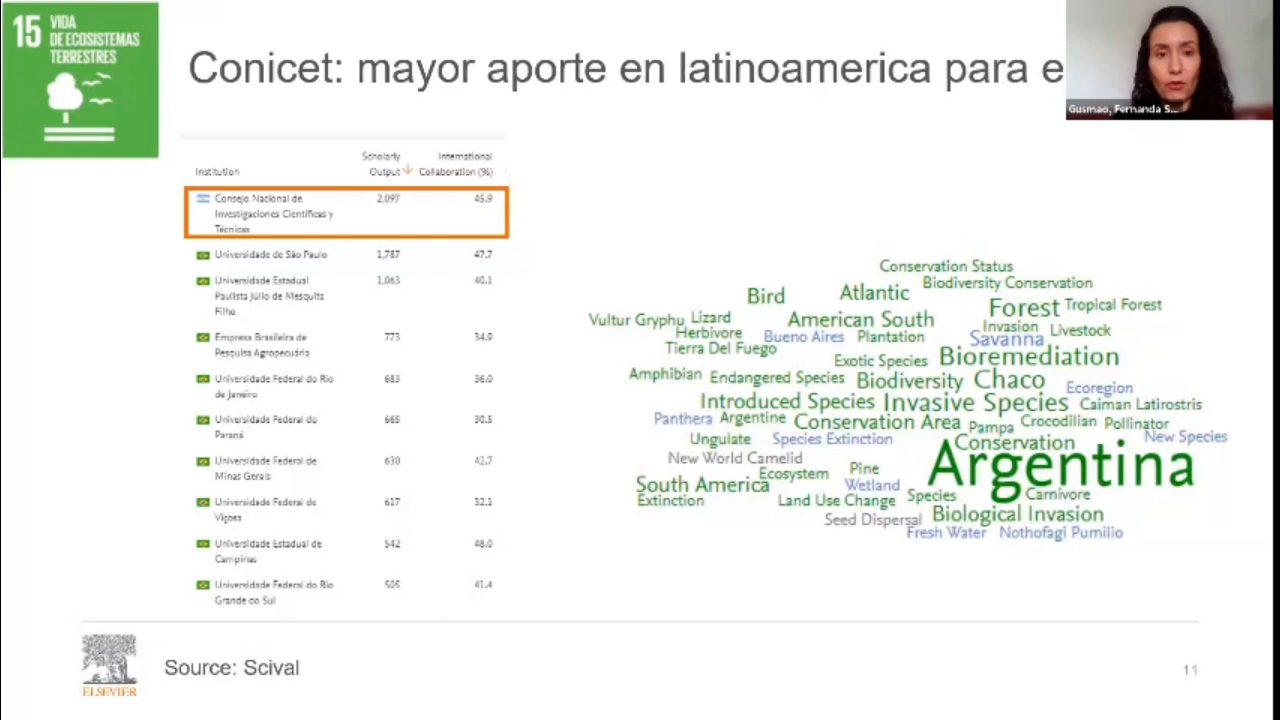 15 VIDA
DE ECOSISTEMAS
TERRESTRES
Conicet: mayor aporte en latinoamerica para e
Gusmao, Fernanda S...
Scholarly International
Institution Output Collaboration (%)
Consejo Nacional de 2,097 45.9
Investigaciones Científicas y
Técnicas
Universidade de São Paulo 1,787 47.7
Universidade Estadual 1,063 40.1
Paulista Júlio de Mesquita
Filho
Empresa Brasileira de 773 34.9
Pesquisa Agropecuária
Universidade Federal do Rio 683 36.0
de Janeiro
Universidade Federal do 665 30.5
Paraná
Universidade Federal de 630 42.7
Minas Gerais
Universidade Federal de 617 32.1
Viçosa
Universidade Estadual de 542 48.0
Campinas
Universidade Federal do Rio 505 41.4
Grande do Sul
Conservation Status
Biodiversity Conservation
Bird Atlantic
Forest Tropical Forest
Vultur Gryphu Lizard American South
Invasion Livestock
Herbivore Bueno Aires Plantation Savanna
Tierra Del Fuego
Exotic Species Bioremediation
Amphibian Endangered Species Biodiversity Chaco Ecoregion
Introduced Species Invasive Species Caiman Latirostris
Panthera Argentine Conservation Area Pampa Crocodilian Pollinator
Ungulate Species Extinction Conservation New Species
New World Camelid Argentina
Ecosystem Pine
South America Wetland
Extinction Land Use Change Species Carnivore
Seed Dispersal Biological Invasion
Fresh Water Nothofagi Pumilio
ELSEVIER
Source: Scival
11